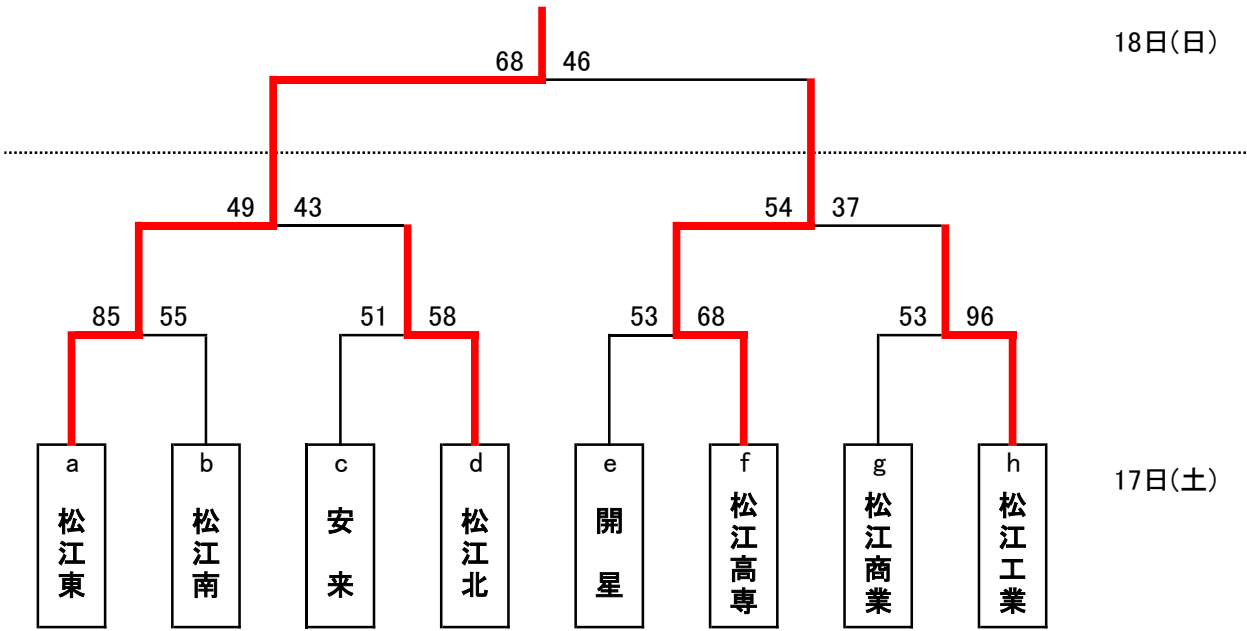 18日(日)
68 46
49 43 54 37
85 55 51 58 53 68 53 96
a b c d e f g h
松江東
松江南
安来
松江北
開星
松江高専
松江商業
松江工業
17日(土)